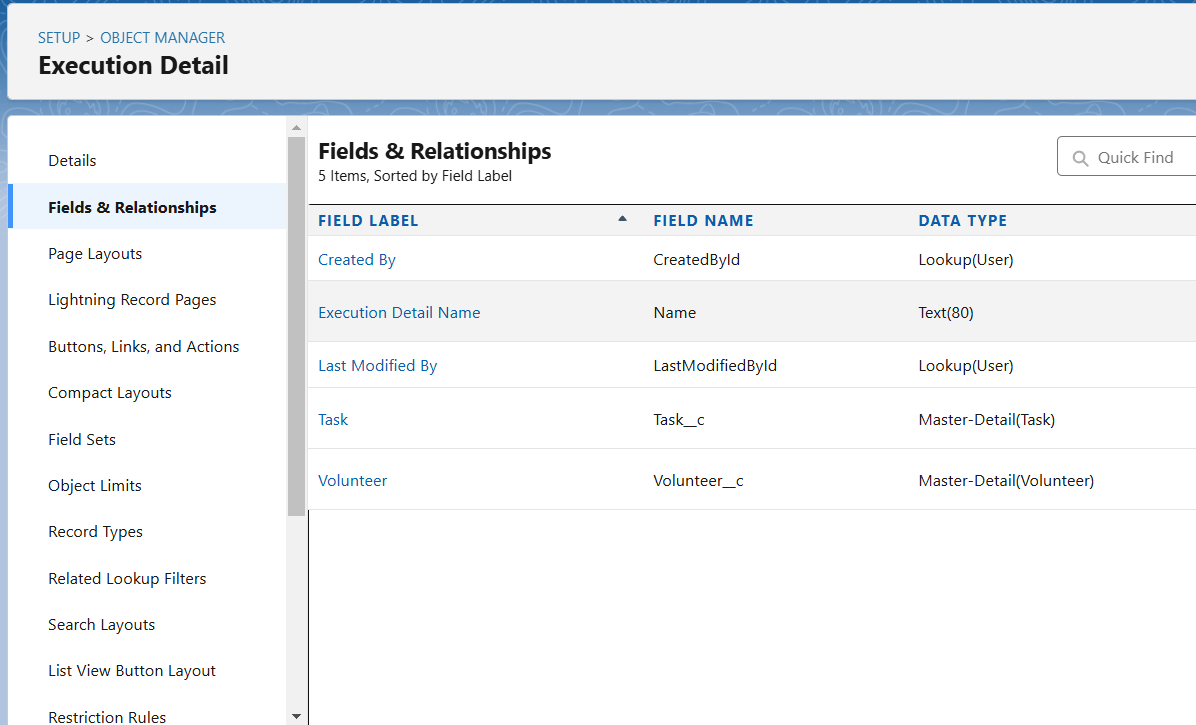 SETUP > OBJECT MANAGER
Execution Detail
Details
Fields & Relationships
Page Layouts
Lightning Record Pages
Buttons, Links, and Actions
Compact Layouts
Field Sets
Object Limits
Record Types
Related Lookup Filters
Search Layouts
List View Button Layout
Restriction Rules
Fields & Relationships
5 Items, Sorted by Field Label
Quick Find
FIELD LABEL FIELD NAME DATA TYPE
Created By CreatedById Lookup(User)
Execution Detail Name Name Text(80)
Last Modified By LastModifiedById Lookup(User)
Task Task__c Master-Detail(Task)
Volunteer Volunteer__c Master-Detail(Volunteer)